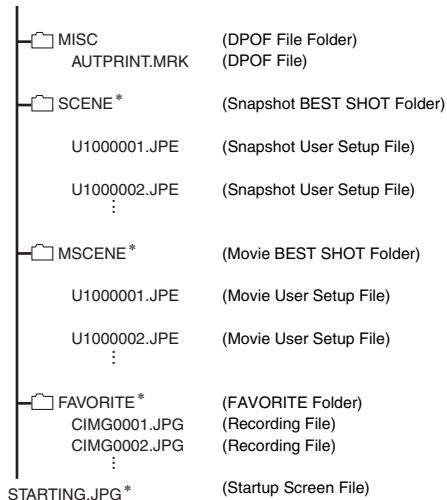 MISC (DPOF File Folder)
AUTPRINT.MRK (DPOF File)
SCENE* (Snapshot BEST SHOT Folder)
U1000001.JPE (Snapshot User Setup File)
U1000002.JPE (Snapshot User Setup File)
MSCENE* (Movie BEST SHOT Folder)
U1000001.JPE (Movie User Setup File)
U1000002.JPE (Movie User Setup File)
FAVORITE* (FAVORITE Folder)
CIMG0001.JPG (Recording File)
CIMG0002.JPG (Recording File)
STARTING.JPG* (Startup Screen File)